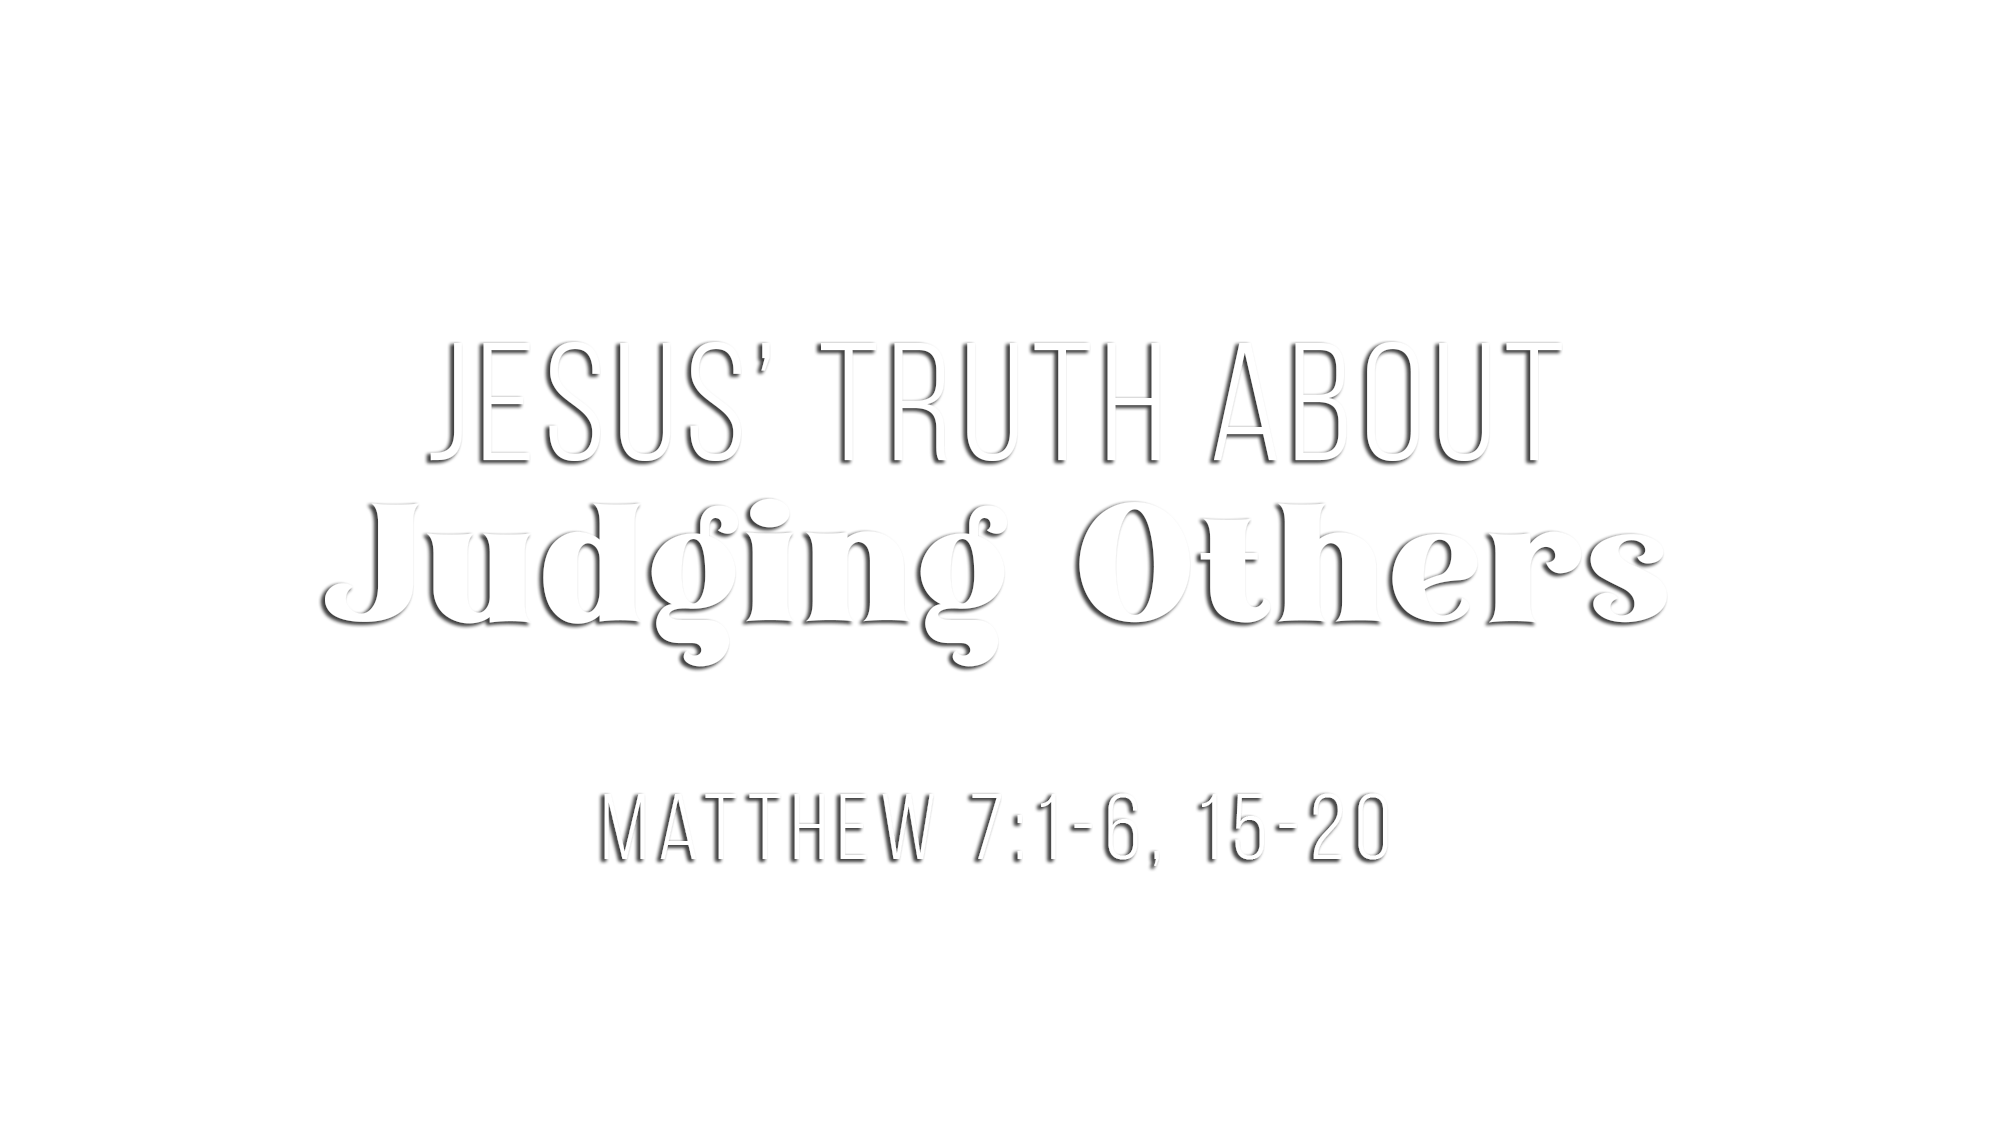 JESUS’ TRUTH ABOUT
Judging Others
MATTHEW 7:1-6, 15-20